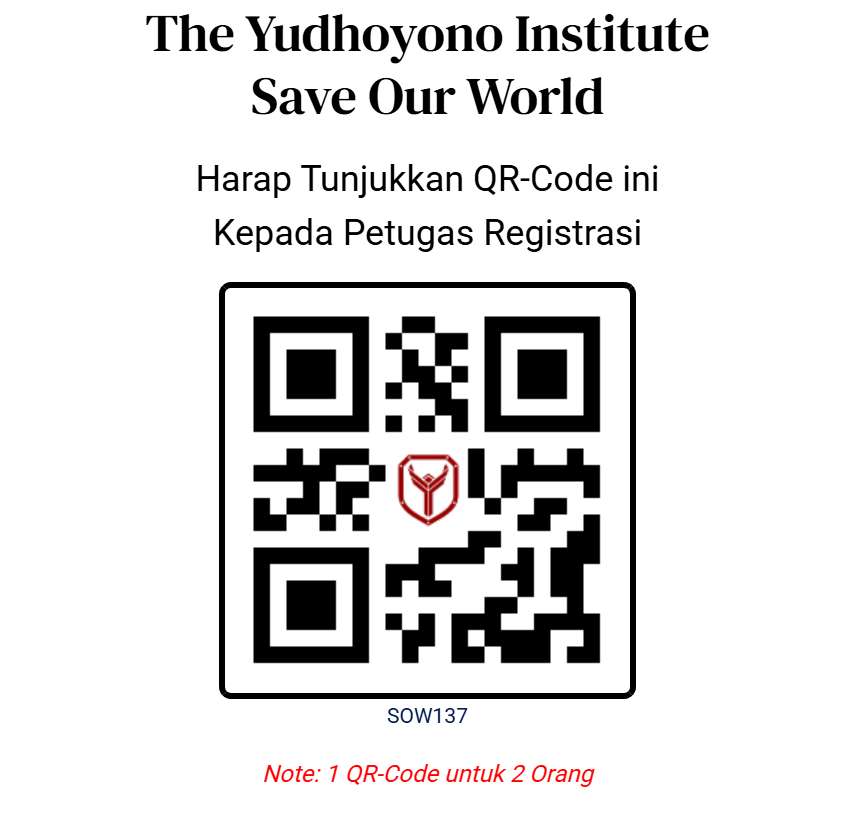 The Yudhoyono Institute
Save Our World
Harap Tunjukkan QR-Code ini
Kepada Petugas Registrasi
SOW137
Note: 1 QR-Code untuk 2 Orang